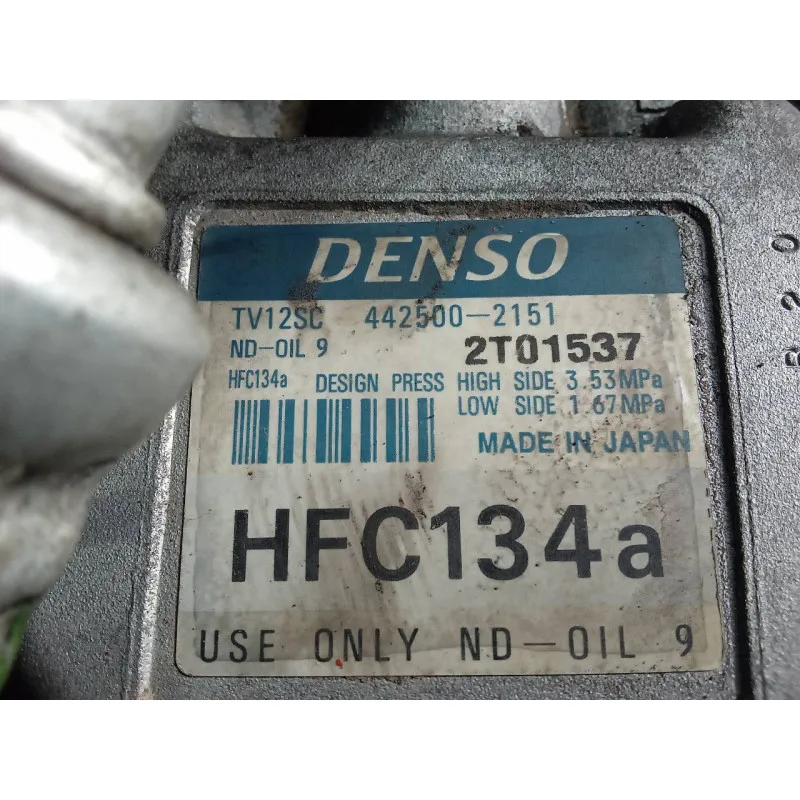 DENSO
TV12SC 442500-2151
ND-OIL 9 2T01537
HFC134a DESIGN PRESS HIGH SIDE 3.53MPa
LOW SIDE 1.67MPa
MADE IN JAPAN
HFC134a
USE ONLY ND-OIL 9